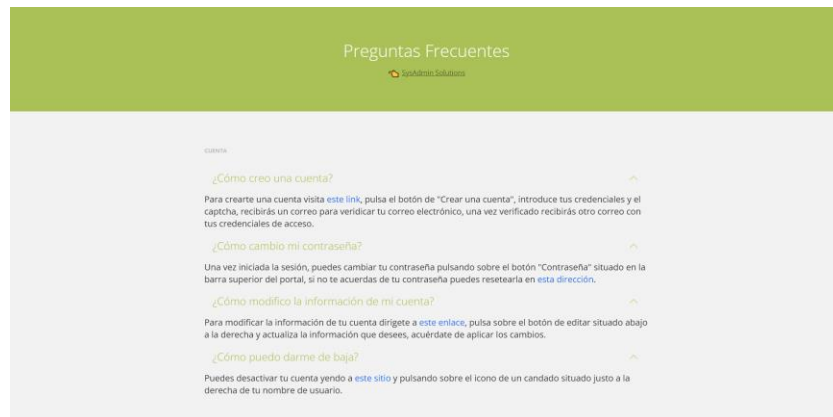 Preguntas Frecuentes
SysAdmin Solutions
CUENTA
¿Cómo creo una cuenta?
Para crearte una cuenta visita este link, pulsa el botón de "Crear una cuenta", introduce tus credenciales y el
captcha, recibirás un correo para veridicar tu correo electrónico, una vez verificado recibirás otro correo con
tus credenciales de acceso.
¿Cómo cambio mi contraseña?
Una vez iniciada la sesión, puedes cambiar tu contraseña pulsando sobre el botón "Contraseña" situado en la
barra superior del portal, si no te acuerdas de tu contraseña puedes resetearla en esta dirección.
¿Cómo modifico la información de mi cuenta?
Para modificar la información de tu cuenta dirigete a este enlace, pulsa sobre el botón de editar situado abajo
a la derecha y actualiza la información que desees, acuérdate de aplicar los cambios.
¿Cómo puedo darme de baja?
Puedes desactivar tu cuenta yendo a este sitio y pulsando sobre el icono de un candado situado justo a la
derecha de tu nombre de usuario.